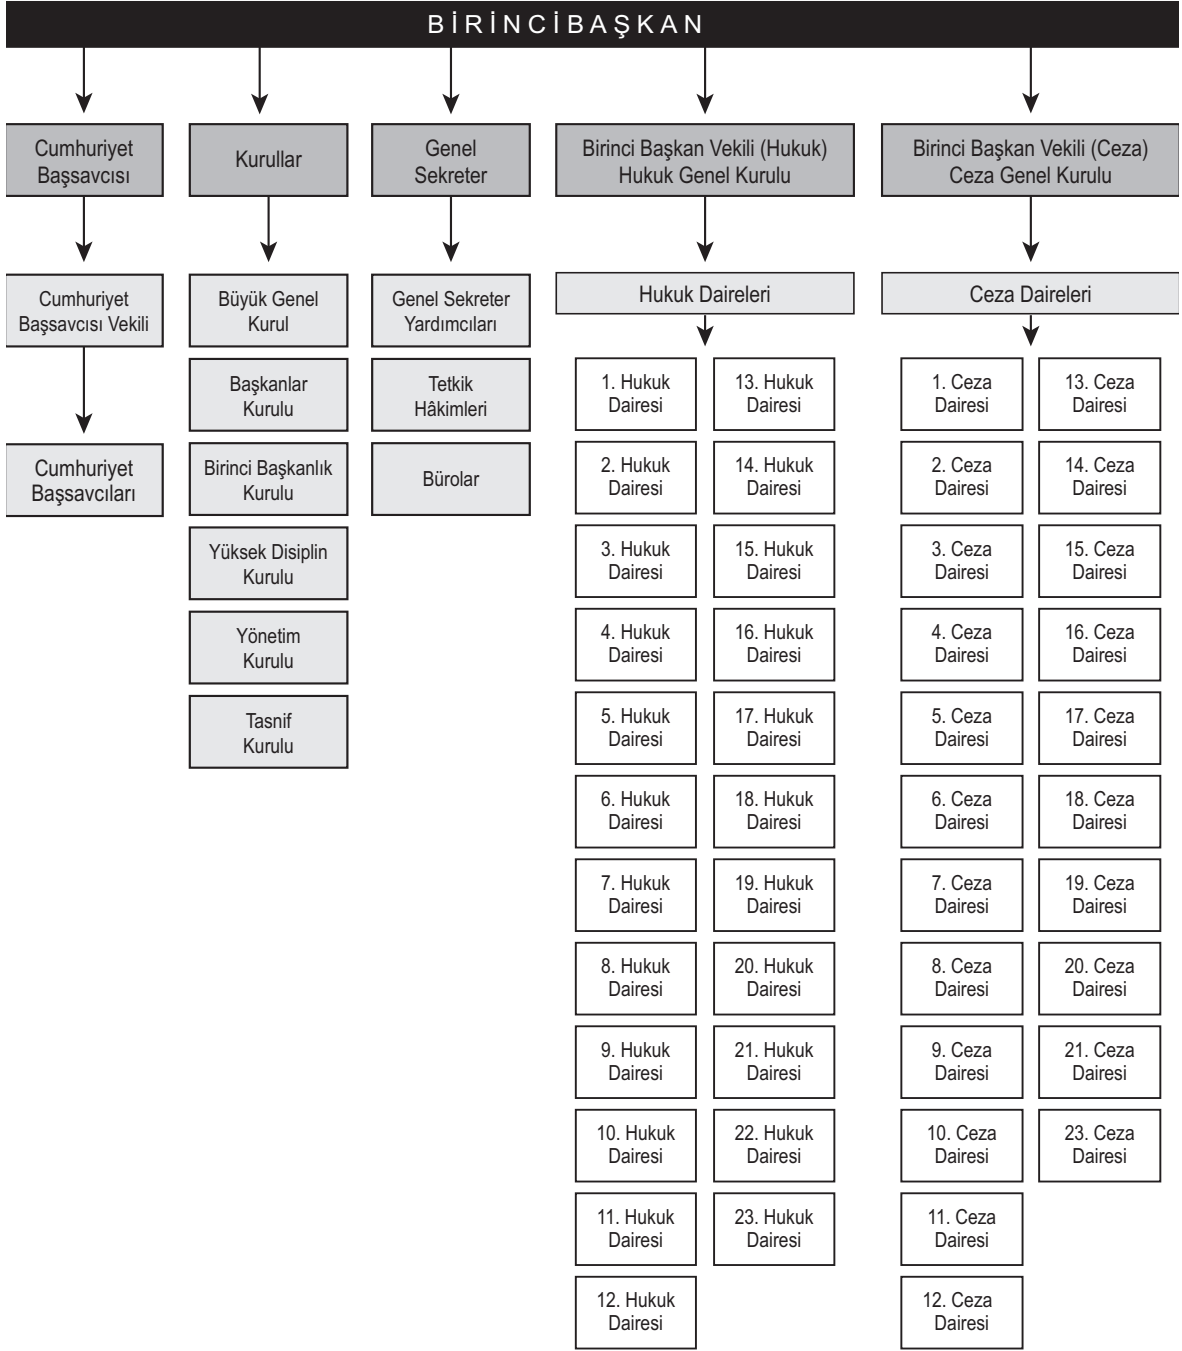 BİRİNCİBAŞKAN
Cumhuriyet
Başsavcısı
Kurullar
Genel
Sekreter
Birinci Başkan Vekili (Hukuk)
Hukuk Genel Kurulu
Birinci Başkan Vekili (Ceza)
Ceza Genel Kurulu
Cumhuriyet
Başsavcısı Vekili
Cumhuriyet
Başsavcıları
Büyük Genel
Kurul
Başkanlar
Kurulu
Birinci Başkanlık
Kurulu
Yüksek Disiplin
Kurulu
Yönetim
Kurulu
Tasnif
Kurulu
Genel Sekreter
Yardımcıları
Tetkik
Hâkimleri
Bürolar
Hukuk Daireleri
1. Hukuk
Dairesi
2. Hukuk
Dairesi
3. Hukuk
Dairesi
4. Hukuk
Dairesi
5. Hukuk
Dairesi
6. Hukuk
Dairesi
7. Hukuk
Dairesi
8. Hukuk
Dairesi
9. Hukuk
Dairesi
10. Hukuk
Dairesi
11. Hukuk
Dairesi
12. Hukuk
Dairesi
13. Hukuk
Dairesi
14. Hukuk
Dairesi
15. Hukuk
Dairesi
16. Hukuk
Dairesi
17. Hukuk
Dairesi
18. Hukuk
Dairesi
19. Hukuk
Dairesi
20. Hukuk
Dairesi
21. Hukuk
Dairesi
22. Hukuk
Dairesi
23. Hukuk
Dairesi
Ceza Daireleri
1. Ceza
Dairesi
2. Ceza
Dairesi
3. Ceza
Dairesi
4. Ceza
Dairesi
5. Ceza
Dairesi
6. Ceza
Dairesi
7. Ceza
Dairesi
8. Ceza
Dairesi
9. Ceza
Dairesi
10. Ceza
Dairesi
11. Ceza
Dairesi
12. Ceza
Dairesi
13. Ceza
Dairesi
14. Ceza
Dairesi
15. Ceza
Dairesi
16. Ceza
Dairesi
17. Ceza
Dairesi
18. Ceza
Dairesi
19. Ceza
Dairesi
20. Ceza
Dairesi
21. Ceza
Dairesi
23. Ceza
Dairesi